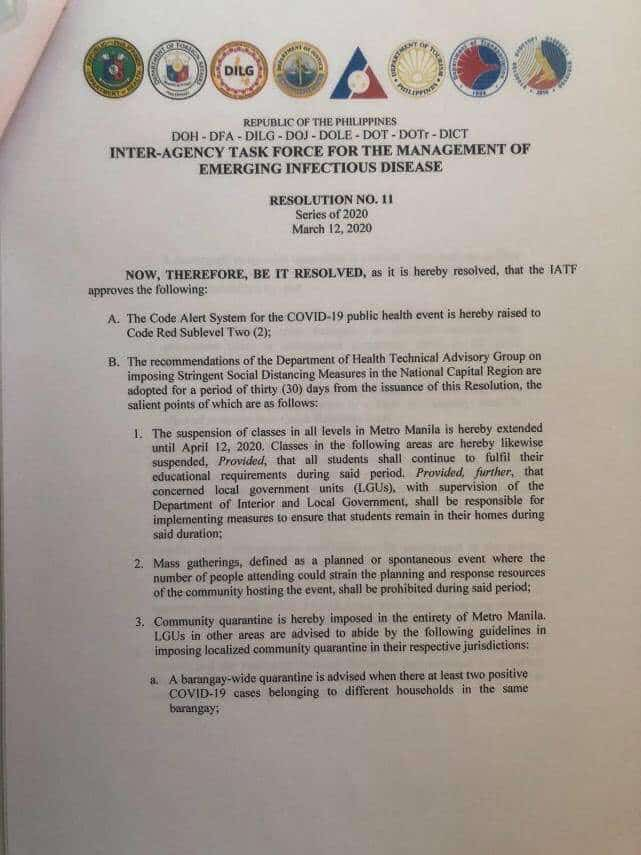 DILG
DEPARTMENT OF TOURISM
PHILIPPINES
REPUBLIC OF THE PHILIPPINES
DOH - DFA - DILG - DOJ - DOLE - DOT - DOTr - DICT
INTER-AGENCY TASK FORCE FOR THE MANAGEMENT OF
EMERGING INFECTIOUS DISEASE
RESOLUTION NO. 11
Series of 2020
March 12, 2020
NOW, THEREFORE, BE IT RESOLVED, as it is hereby resolved, that the IATF
approves the following:
A. The Code Alert System for the COVID-19 public health event is hereby raised to
Code Red Sublevel Two (2);
B. The recommendations of the Department of Health Technical Advisory Group on
imposing Stringent Social Distancing Measures in the National Capital Region are
adopted for a period of thirty (30) days from the issuance of this Resolution, the
salient points of which are as follows:
1. The suspension of classes in all levels in Metro Manila is hereby extended
until April 12, 2020. Classes in the following areas are hereby likewise
suspended, Provided, that all students shall continue to fulfil their
educational requirements during said period. Provided, further, that
concerned local government units (LGUs), with supervision of the
Department of Interior and Local Government, shall be responsible for
implementing measures to ensure that students remain in their homes during
said duration;
2. Mass gatherings, defined as a planned or spontaneous event where the
number of people attending could strain the planning and response resources
of the community hosting the event, shall be prohibited during said period;
3. Community quarantine is hereby imposed in the entirety of Metro Manila.
LGUs in other areas are advised to abide by the following guidelines in
imposing localized community quarantine in their respective jurisdictions:
a. A barangay-wide quarantine is advised when there at least two positive
COVID-19 cases belonging to different households in the same
barangay;